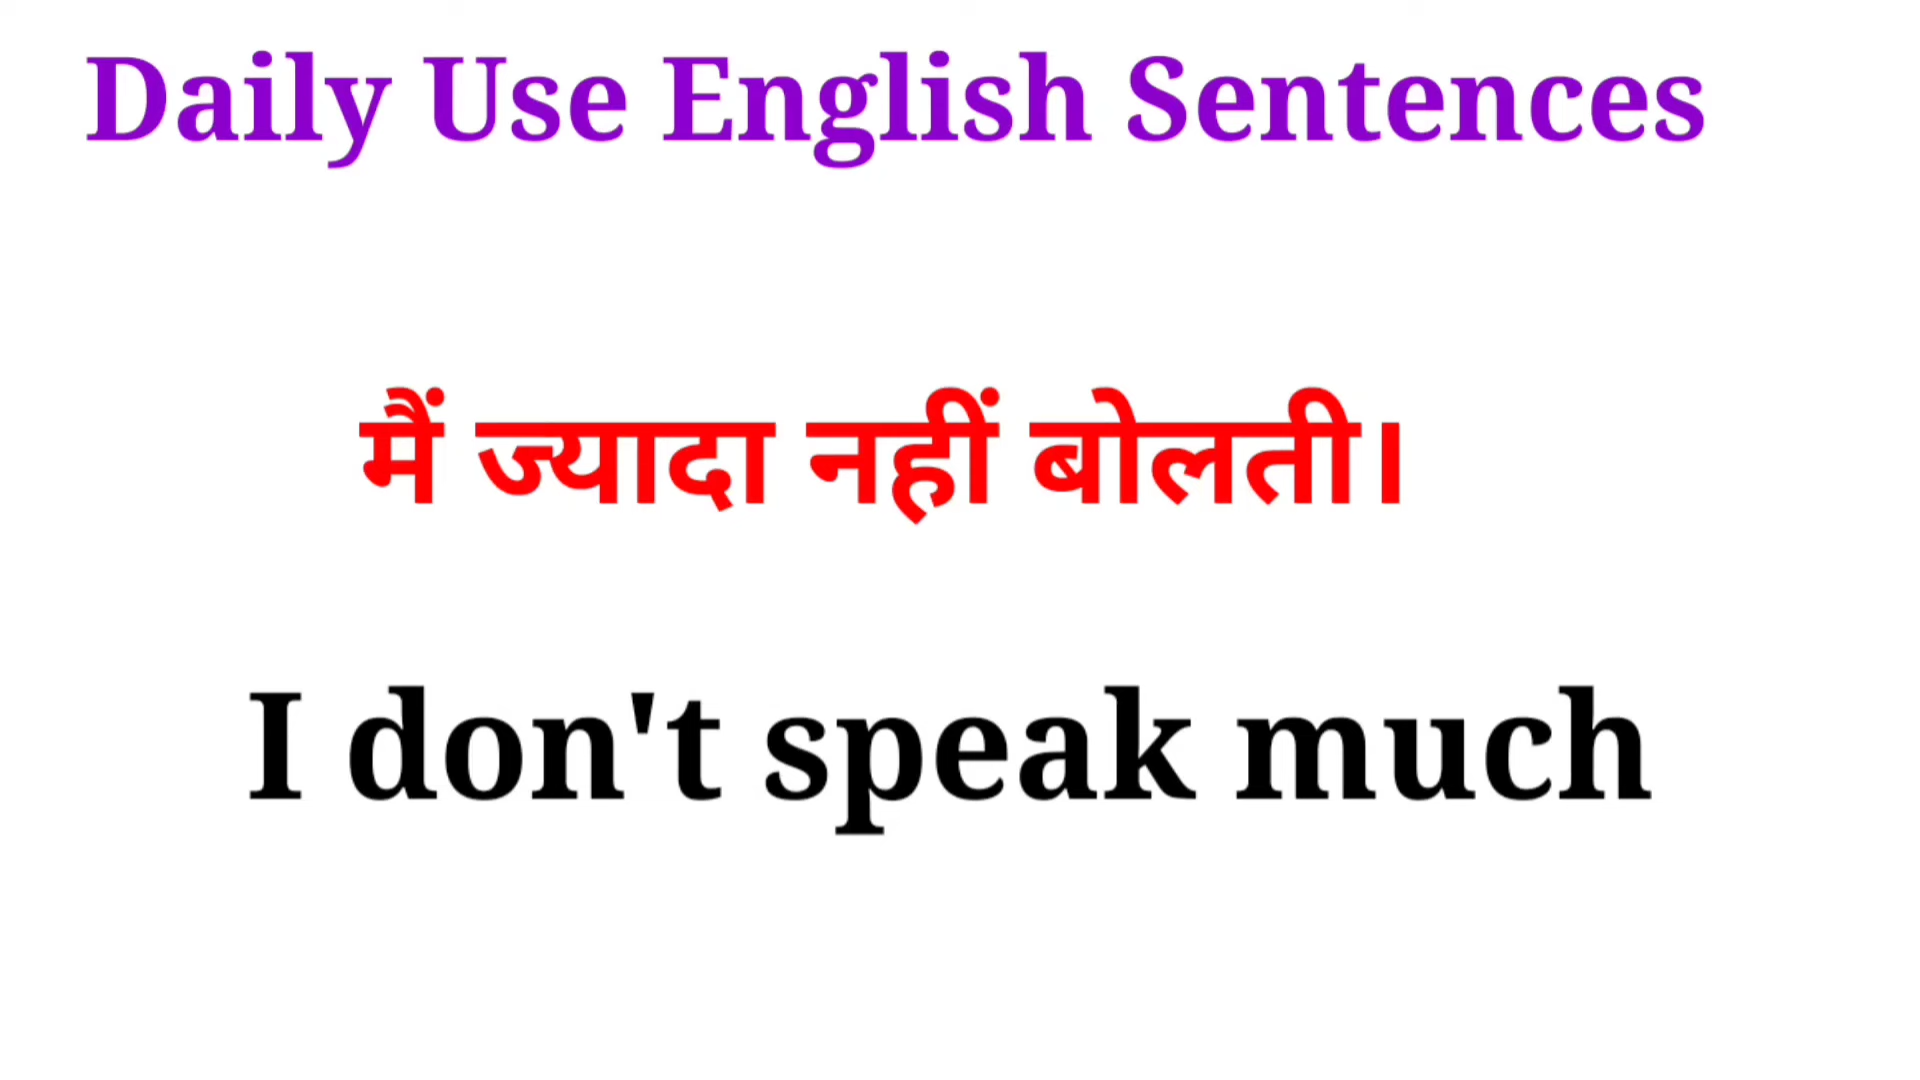 Daily Use English Sentences
मैं ज्यादा नहीं बोलती।
I don't speak much